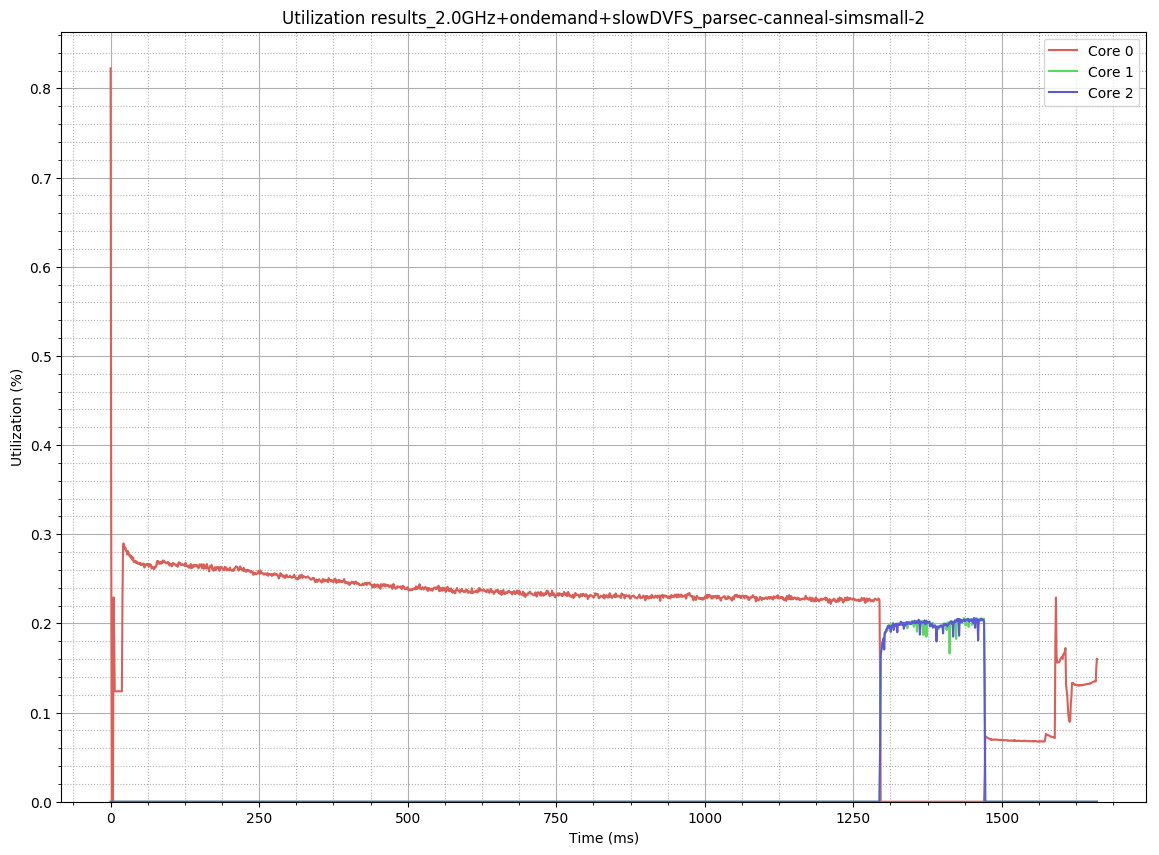 Utilization results_2.0GHz+ondemand+slowDVFS_parsec-canneal-simsmall-2
Core 0
Core 1
Core 2
Utilization (%)
0.8
0.7
0.6
0.5
0.4
0.3
0.2
0.1
0.0
0 250 500 750 1000 1250 1500
Time (ms)